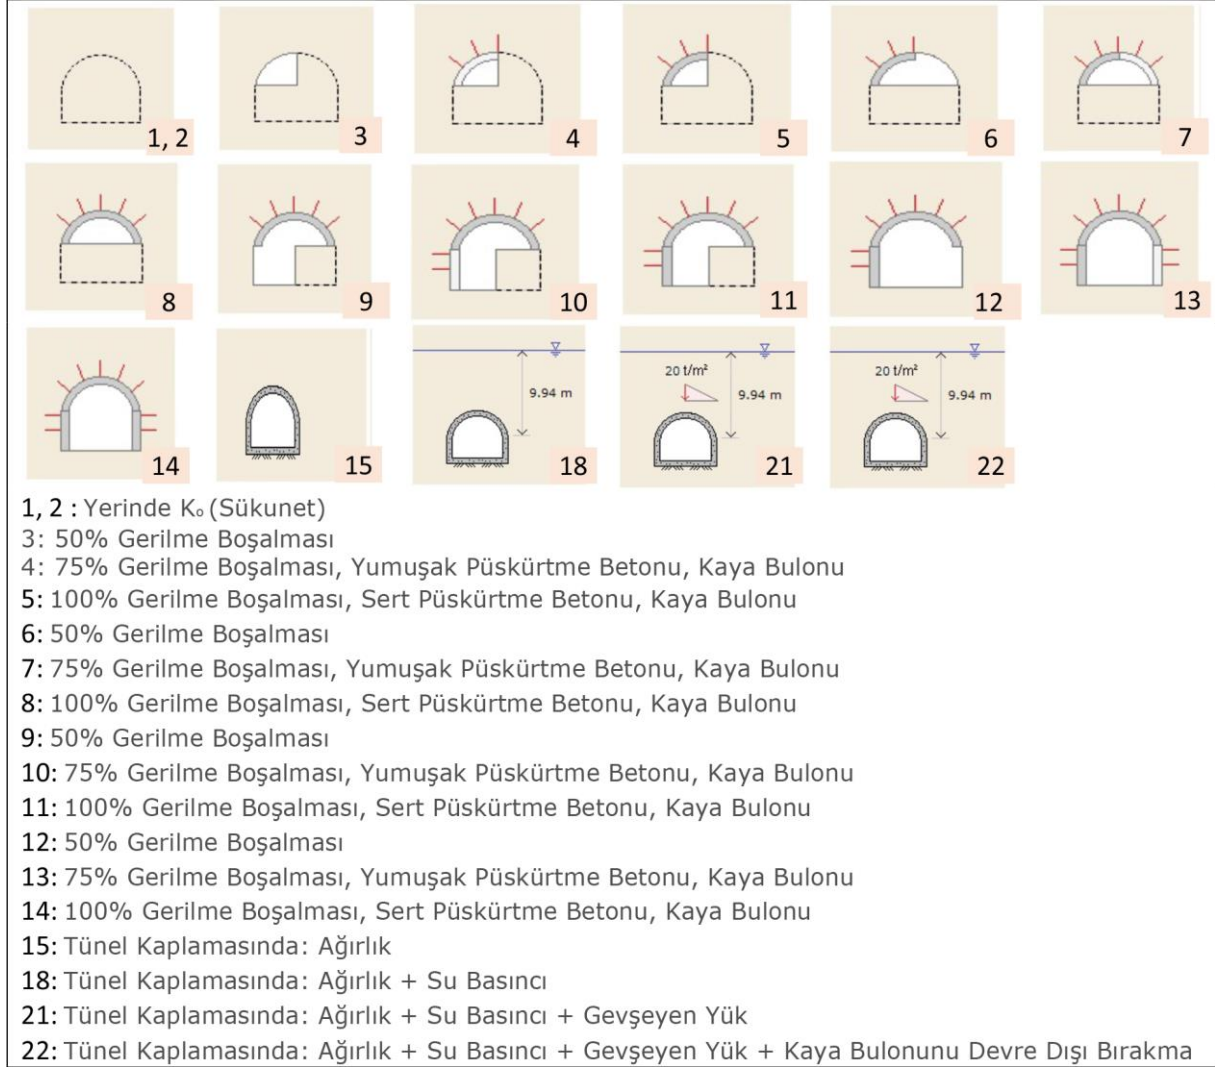 1, 2
3
4
5
6
7
8
9
10
11
12
13
14
15
9.94 m
18
20 t/m²
9.94 m
21
20 t/m²
9.94 m
22
1, 2 : Yerinde Kₒ (Sükunet)
3: 50% Gerilme Boşalması
4: 75% Gerilme Boşalması, Yumuşak Püskürtme Betonu, Kaya Bulonu
5: 100% Gerilme Boşalması, Sert Püskürtme Betonu, Kaya Bulonu
6: 50% Gerilme Boşalması
7: 75% Gerilme Boşalması, Yumuşak Püskürtme Betonu, Kaya Bulonu
8: 100% Gerilme Boşalması, Sert Püskürtme Betonu, Kaya Bulonu
9: 50% Gerilme Boşalması
10: 75% Gerilme Boşalması, Yumuşak Püskürtme Betonu, Kaya Bulonu
11: 100% Gerilme Boşalması, Sert Püskürtme Betonu, Kaya Bulonu
12: 50% Gerilme Boşalması
13: 75% Gerilme Boşalması, Yumuşak Püskürtme Betonu, Kaya Bulonu
14: 100% Gerilme Boşalması, Sert Püskürtme Betonu, Kaya Bulonu
15: Tünel Kaplamasında: Ağırlık
18: Tünel Kaplamasında: Ağırlık + Su Basıncı
21: Tünel Kaplamasında: Ağırlık + Su Basıncı + Gevşeyen Yük
22: Tünel Kaplamasında: Ağırlık + Su Basıncı + Gevşeyen Yük + Kaya Bulonunu Devre Dışı Bırakma